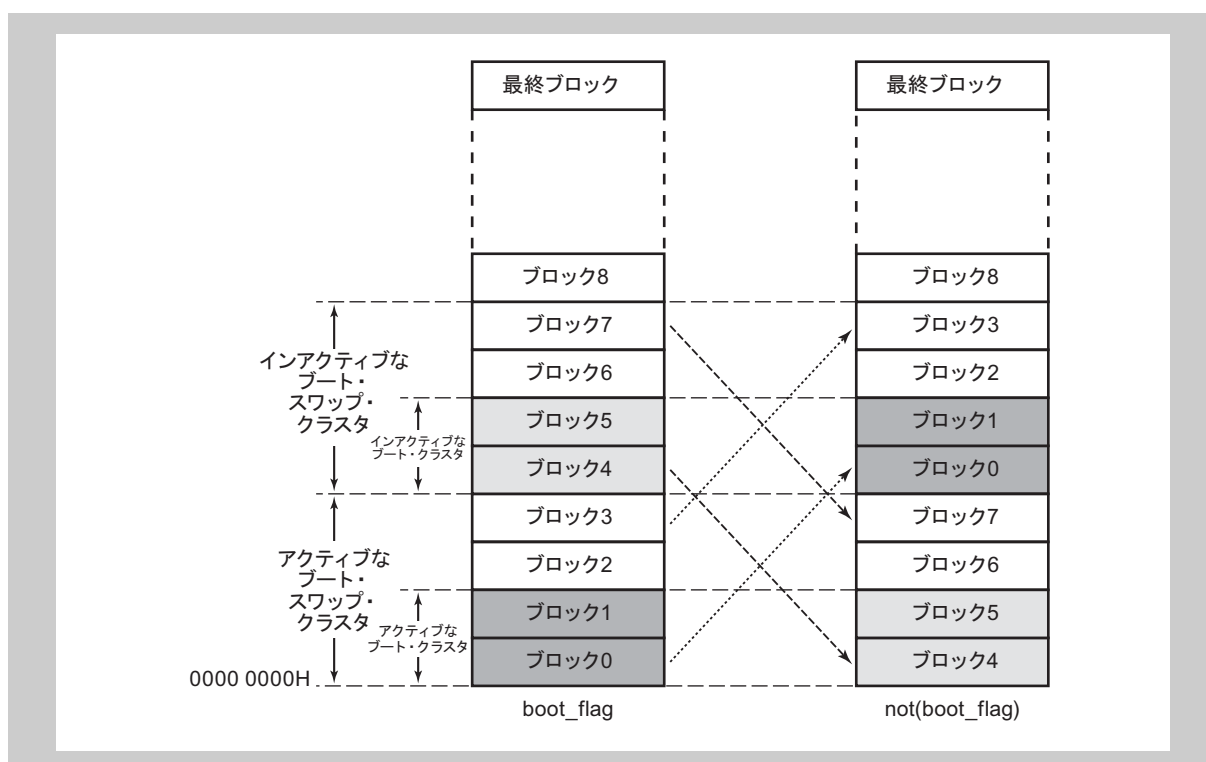 最終ブロック
最終ブロック
ブロック8
ブロック8
ブロック7
ブロック3
インアクティブな
ブート・
スワップ・
クラスタ
ブロック6
ブロック2
インアクティブな
ブート・クラスタ
ブロック5
ブロック1
ブロック4
ブロック0
ブロック3
ブロック7
アクティブな
ブート・
スワップ・
クラスタ
ブロック2
ブロック6
アクティブな
ブート・クラスタ
ブロック1
ブロック5
ブロック0
ブロック4
0000 0000H
boot_flag
not(boot_flag)